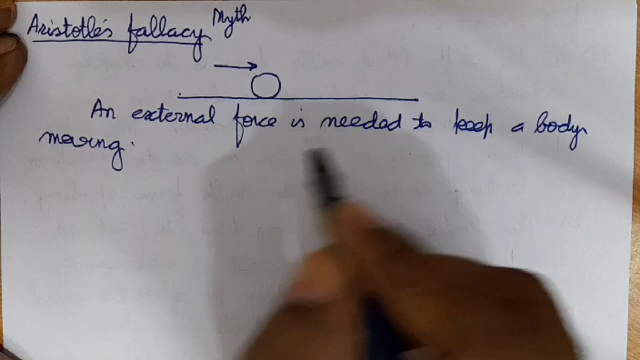 Aristotle's fallacy Myth
An external force is needed to keep a body
moving.